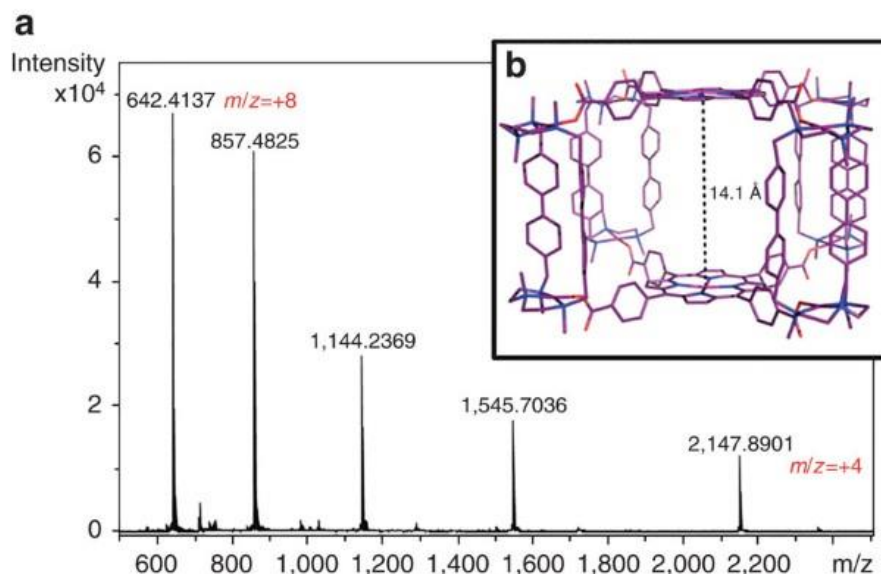 a
Intensity
x10⁴
642.4137 m/z=+8
857.4825
1,144.2369
1,545.7036
2,147.8901
m/z=+4
6
4
2
0
600 800 1,000 1,200 1,400 1,600 1,800 2,000 2,200 m/z
b
14.1 Å